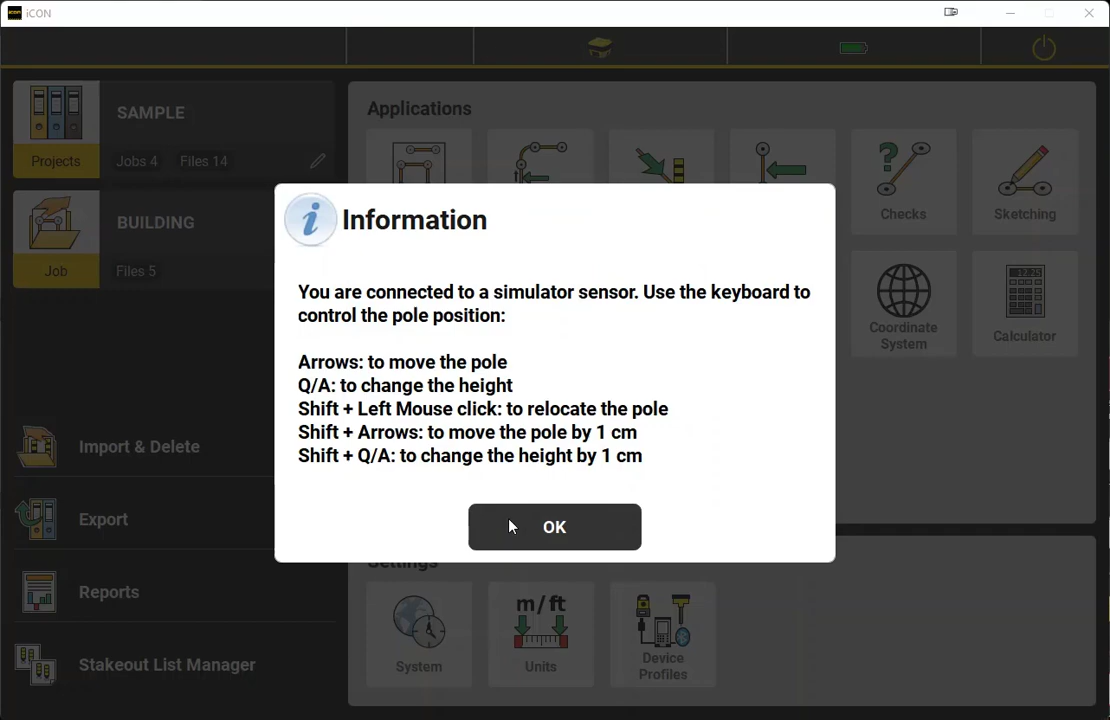 iCON
SAMPLE
Projects
Jobs 4
Files 14
BUILDING
Job
Files 5
Import & Delete
Export
Reports
Stakeout List Manager
Applications
Checks
Sketching
Coordinate
System
12.25
Calculator
Information
You are connected to a simulator sensor. Use the keyboard to
control the pole position:
Arrows: to move the pole
Q/A: to change the height
Shift + Left Mouse click: to relocate the pole
Shift + Arrows: to move the pole by 1 cm
Shift + Q/A: to change the height by 1 cm
OK
Settings
System
m/ft
Units
Device
Profiles